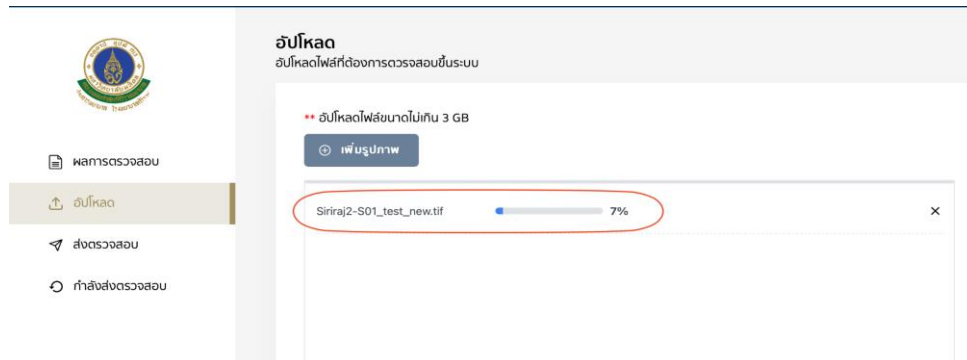 อัปโหลด
อัปโหลดไฟล์ที่ต้องการตวรจสอบขึ้นระบบ
** อัปโหลดไฟล์ขนาดไม่เกิน 3 GB
เพิ่มรูปภาพ
ผลการตรวจสอบ
อัปโหลด
ส่งตรวจสอบ
กำลังส่งตรวจสอบ
Siriraj2-S01_test_new.tif 7%